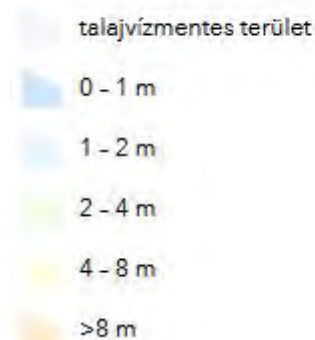 talajvízmentes terület
0 - 1 m
1 - 2 m
2 - 4 m
4 - 8 m
>8 m